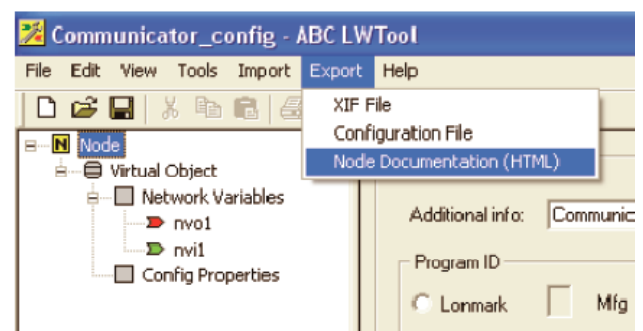 Communicator_config - ABC LWTool
File Edit View Tools Import Export Help
XIF File
Configuration File
Node Documentation (HTML)
N Node
Virtual Object
Network Variables
nvo1
nvi1
Config Properties
Additional info: Communic
Program ID
Lonmark Mfg